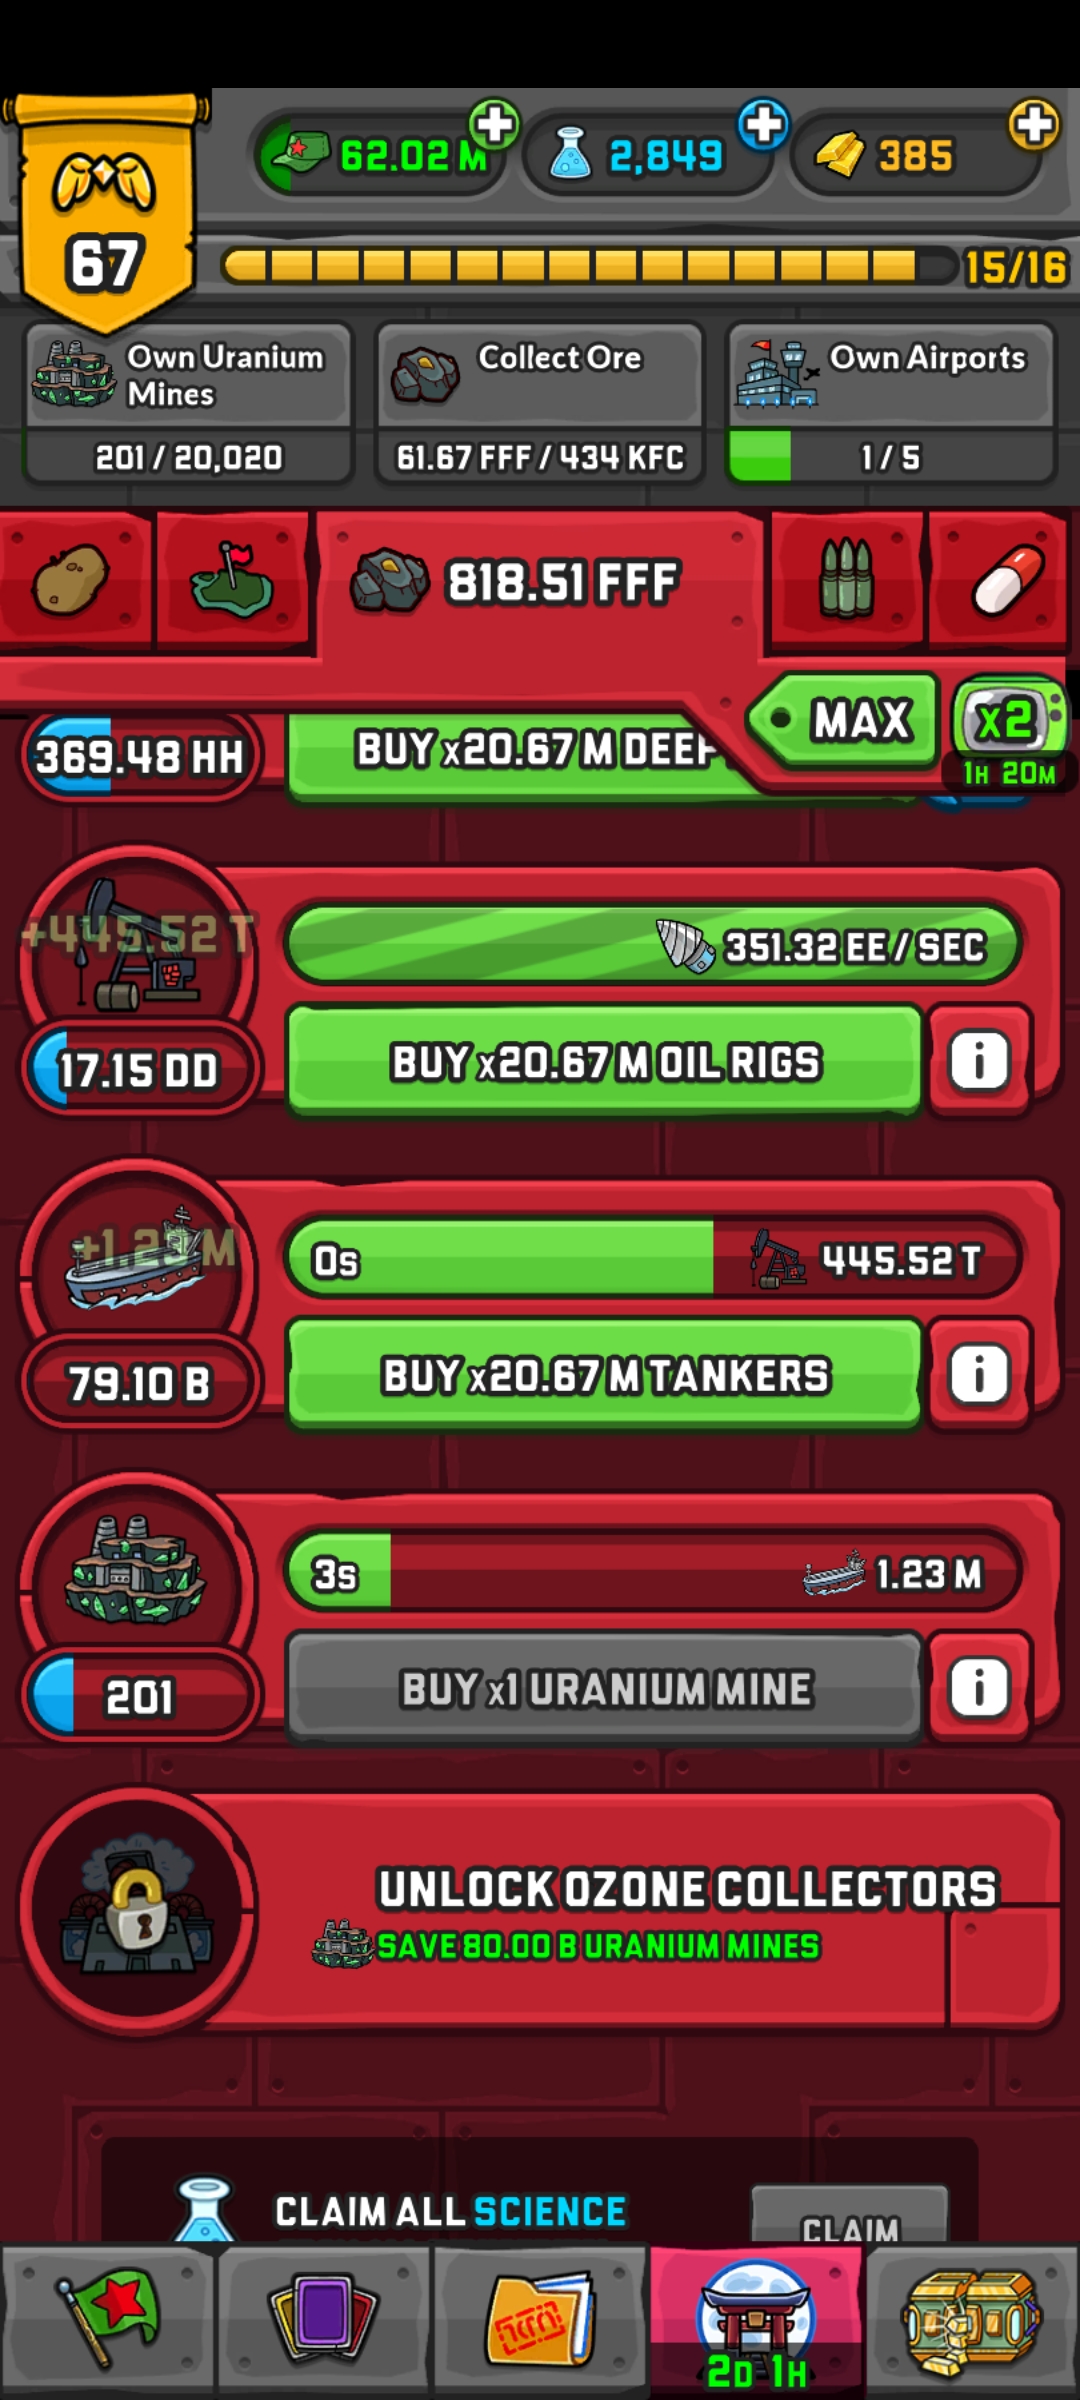 62.02 M
2,849
385
67
15/16
Own Uranium
Mines
201 / 20,020
Collect Ore
61.67 FFF / 434 KFC
Own Airports
1 / 5
818.51 FFF
MAX
x2
1H 20M
369.48 HH
BUY x20.67 M DEEP
+445.52 T
351.32 EE / SEC
17.15 DD
BUY x20.67 M OIL RIGS
0s
445.52 T
79.10 B
BUY x20.67 M TANKERS
3s
1.23 M
201
BUY x1 URANIUM MINE
UNLOCK OZONE COLLECTORS
SAVE 80.00 B URANIUM MINES
CLAIM ALL SCIENCE
CLAIM
2D 1H